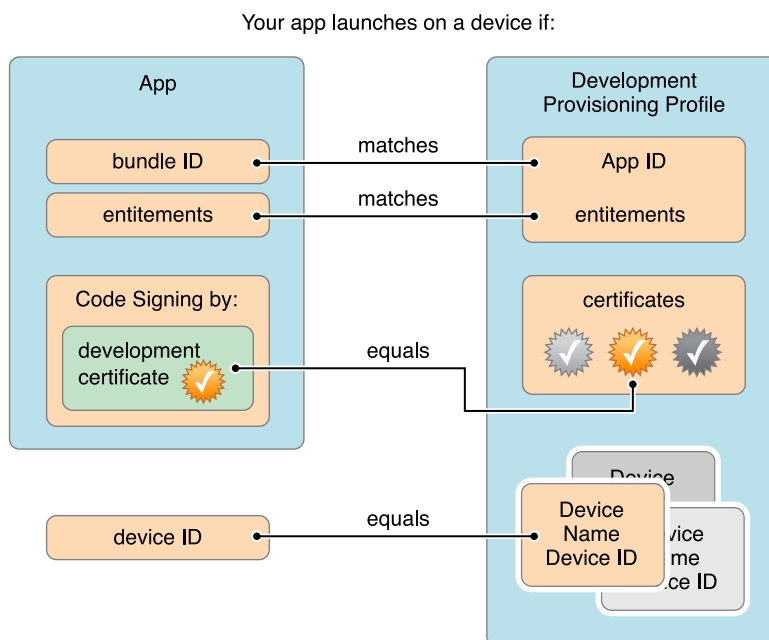 Your app launches on a device if:
App
Development
Provisioning Profile
bundle ID
matches
App ID
entitements
matches
entitements
Code Signing by:
certificates
development
certificate
equals
Device
device ID
equals
Device
Name
Device ID